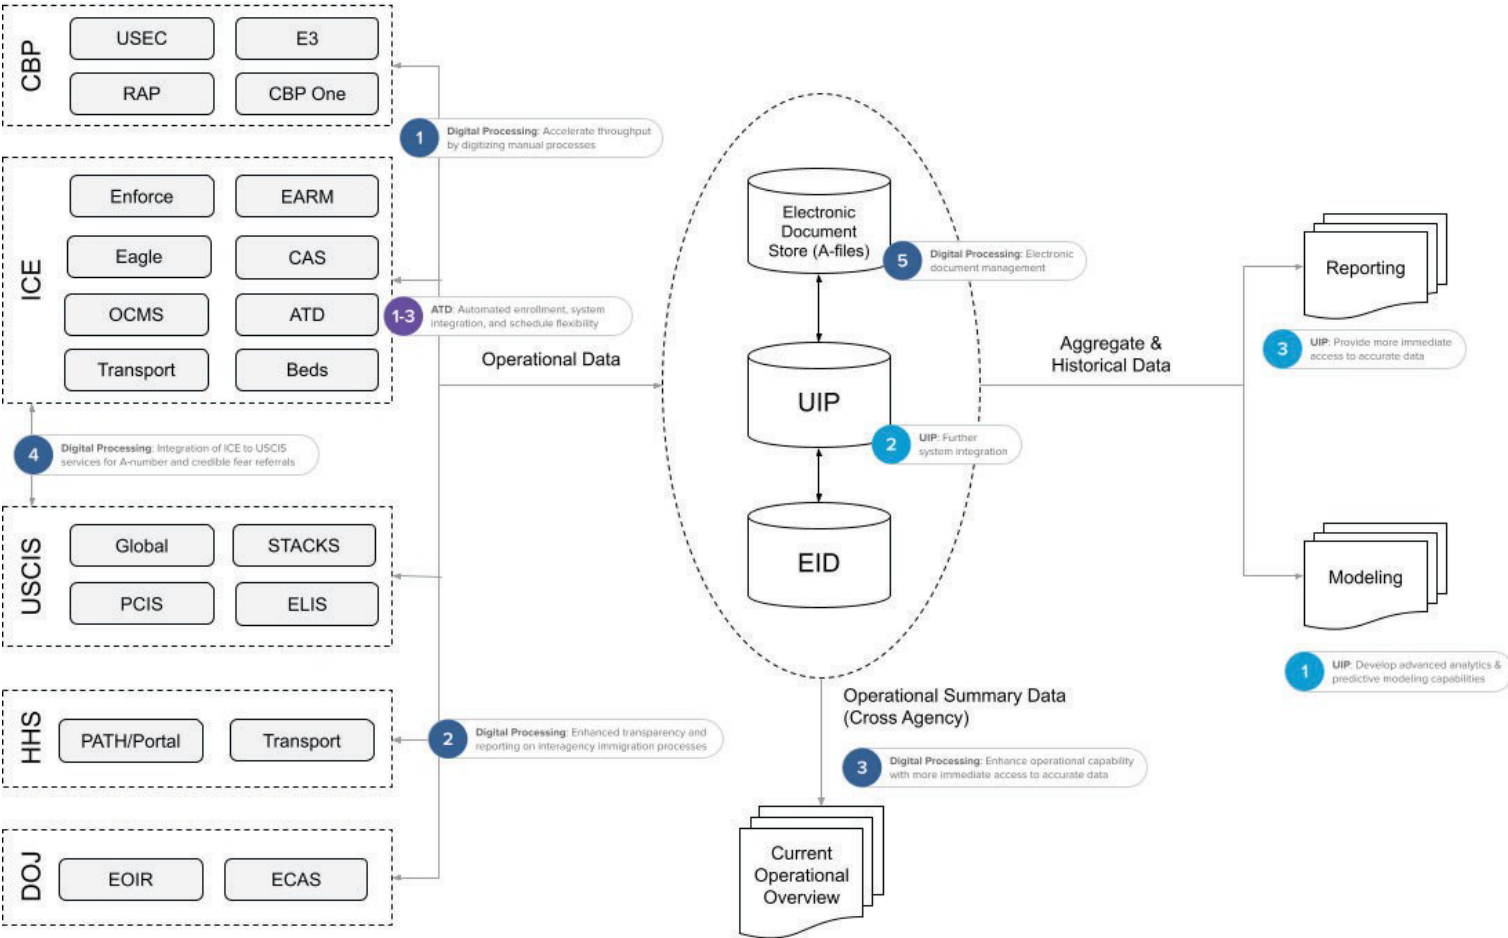 CBP
USEC
E3
RAP
CBP One
1
Digital Processing: Accelerate throughput
by digitizing manual processes
ICE
Enforce
EARM
Eagle
CAS
OCMS
ATD
Transport
Beds
1-3
ATD: Automated enrollment, system
integration, and schedule flexibility
Operational Data
4
Digital Processing: Integration of ICE to USCIS
services for A-number and credible fear referrals
USCIS
Global
STACKS
PCIS
ELIS
HHS
PATH/Portal
Transport
2
Digital Processing: Enhanced transparency and
reporting on interagency immigration processes
DOJ
EOIR
ECAS
Electronic
Document
Store (A-files)
5
Digital Processing: Electronic
document management
UIP
2
UIP: Further
system integration
EID
Operational Summary Data
(Cross Agency)
3
Digital Processing: Enhance operational capability
with more immediate access to accurate data
Current
Operational
Overview
Aggregate &
Historical Data
Reporting
3
UIP: Provide more immediate
access to accurate data
Modeling
1
UIP: Develop advanced analytics &
predictive modeling capabilities